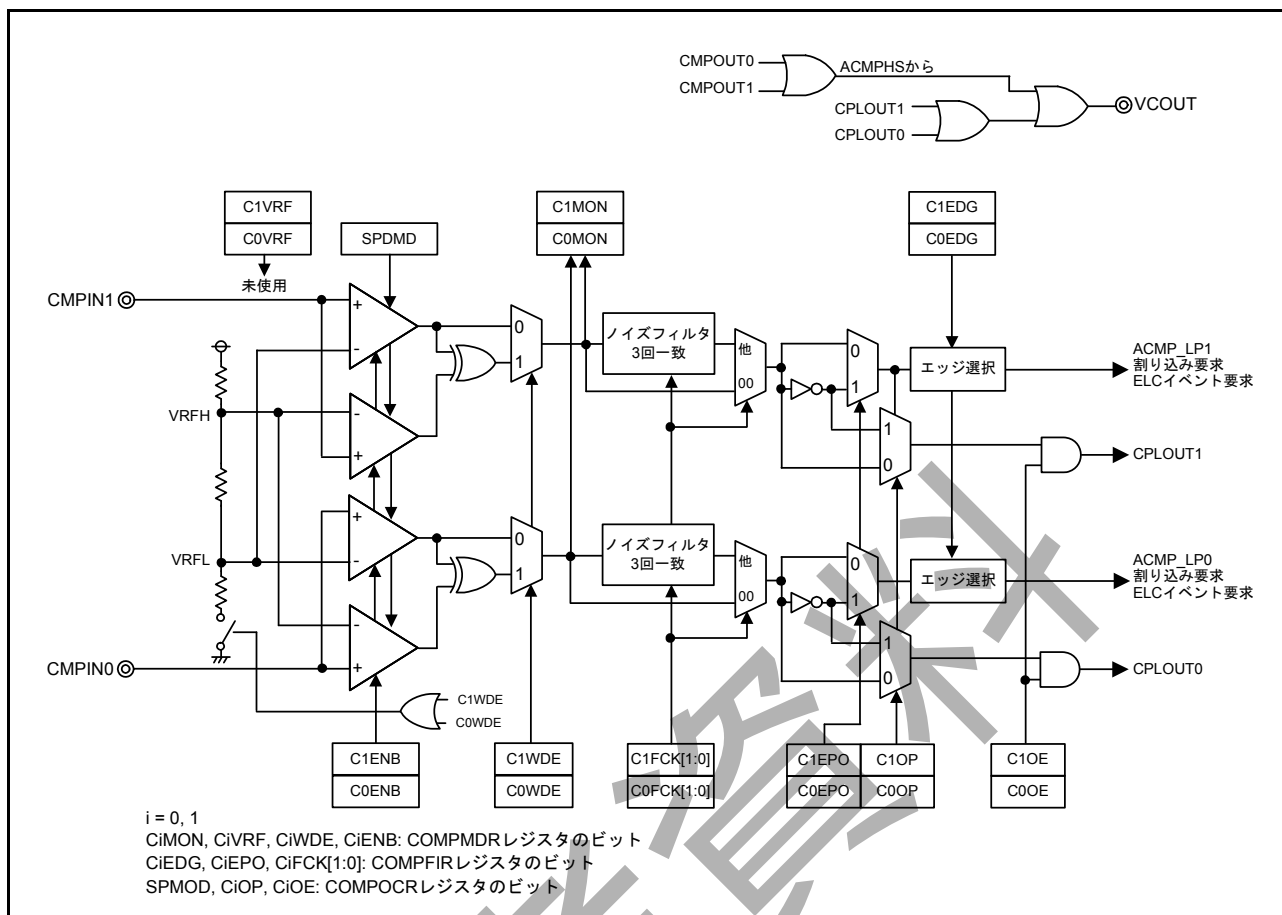 CMPOUT0
CMPOUT1
ACMPHSから
CPLOUT1
CPLOUT0
VCOUT
C1VRF
C0VRF
未使用
SPDMD
C1MON
C0MON
C1EDG
C0EDG
CMPIN1
+
-
0
1
ノイズフィルタ
3回一致
他
00
0
1
エッジ選択
ACMP_LP1
割り込み要求
ELCイベント要求
VRFH
-
+
1
0
CPLOUT1
VRFL
+
-
0
1
ノイズフィルタ
3回一致
他
00
0
1
エッジ選択
ACMP_LP0
割り込み要求
ELCイベント要求
-
+
1
0
CMPIN0
CPLOUT0
C1WDE
C0WDE
C1ENB
C0ENB
C1WDE
C0WDE
C1FCK[1:0]
C0FCK[1:0]
C1EPO
C0EPO
C1OP
C0OP
C1OE
C0OE
i = 0, 1
CiMON, CiVRF, CiWDE, CiENB: COMPMDRレジスタのビット
CiEDG, CiEPO, CiFCK[1:0]: COMPFIRレジスタのビット
SPMOD, CiOP, CiOE: COMPOCRレジスタのビット
資料